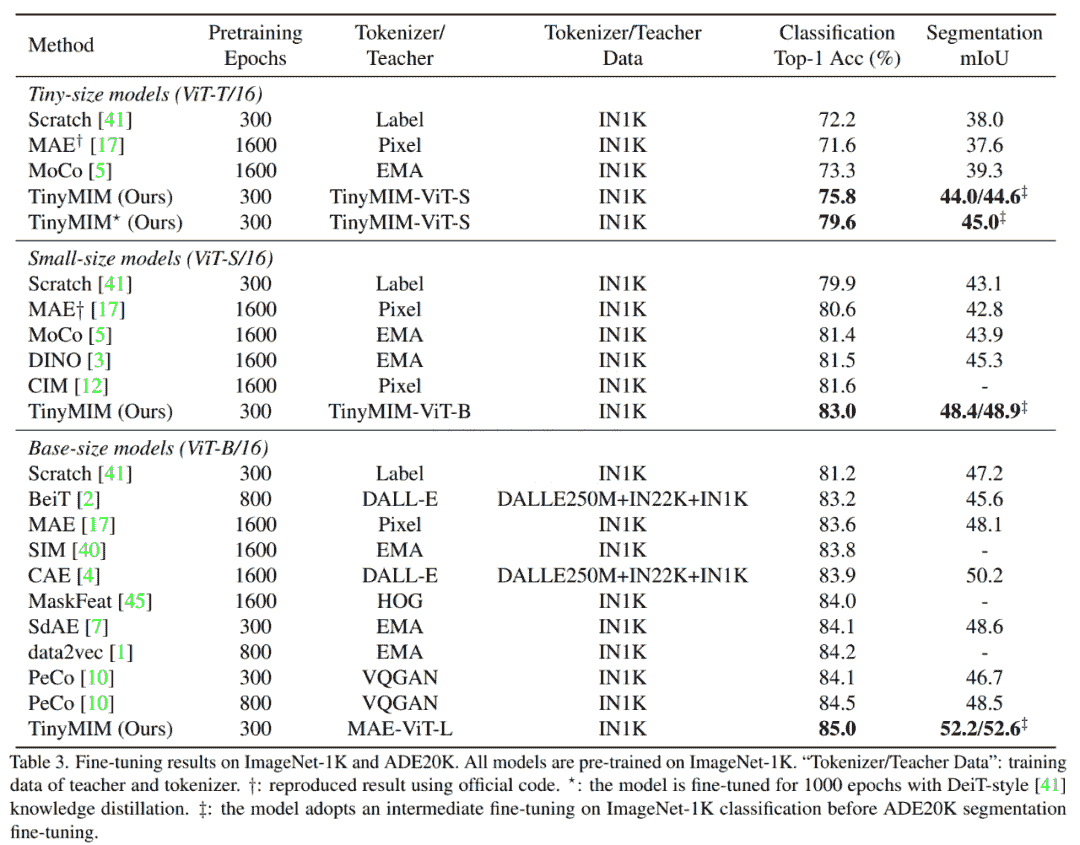 Method Pretraining Epochs Tokenizer/Teacher Tokenizer/Teacher Data Classification Top-1 Acc (%) Segmentation mIoU
Tiny-size models (ViT-T/16)
Scratch [41] 300 Label IN1K 72.2 38.0
MAE† [17] 1600 Pixel IN1K 71.6 37.6
MoCo [5] 1600 EMA IN1K 73.3 39.3
TinyMIM (Ours) 300 TinyMIM-ViT-S IN1K 75.8 44.0/44.6‡
TinyMIM⋆ (Ours) 300 TinyMIM-ViT-S IN1K 79.6 45.0‡
Small-size models (ViT-S/16)
Scratch [41] 300 Label IN1K 79.9 43.1
MAE† [17] 1600 Pixel IN1K 80.6 42.8
MoCo [5] 1600 EMA IN1K 81.4 43.9
DINO [3] 1600 EMA IN1K 81.5 45.3
CIM [12] 1600 Pixel IN1K 81.6 -
TinyMIM (Ours) 300 TinyMIM-ViT-B IN1K 83.0 48.4/48.9‡
Base-size models (ViT-B/16)
Scratch [41] 300 Label IN1K 81.2 47.2
BeiT [2] 800 DALL-E DALLE250M+IN22K+IN1K 83.2 45.6
MAE [17] 1600 Pixel IN1K 83.6 48.1
SIM [40] 1600 EMA IN1K 83.8 -
CAE [4] 1600 DALL-E DALLE250M+IN22K+IN1K 83.9 50.2
MaskFeat [45] 1600 HOG IN1K 84.0 -
SdAE [7] 300 EMA IN1K 84.1 48.6
data2vec [1] 800 EMA IN1K 84.2 -
PeCo [10] 300 VQGAN IN1K 84.1 46.7
PeCo [10] 800 VQGAN IN1K 84.5 48.5
TinyMIM (Ours) 300 MAE-ViT-L IN1K 85.0 52.2/52.6‡
Table 3. Fine-tuning results on ImageNet-1K and ADE20K. All models are pre-trained on ImageNet-1K. “Tokenizer/Teacher Data”: training
data of teacher and tokenizer. †: reproduced result using official code. ⋆: the model is fine-tuned for 1000 epochs with DeiT-style [41]
knowledge distillation. ‡: the model adopts an intermediate fine-tuning on ImageNet-1K classification before ADE20K segmentation
fine-tuning.